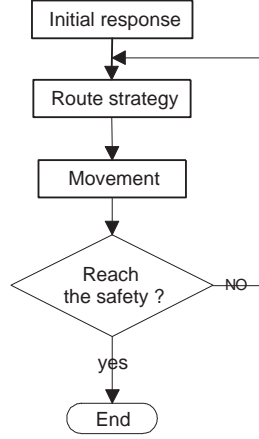 Initial response
Route strategy
Movement
Reach
the safety ?
NO
yes
End